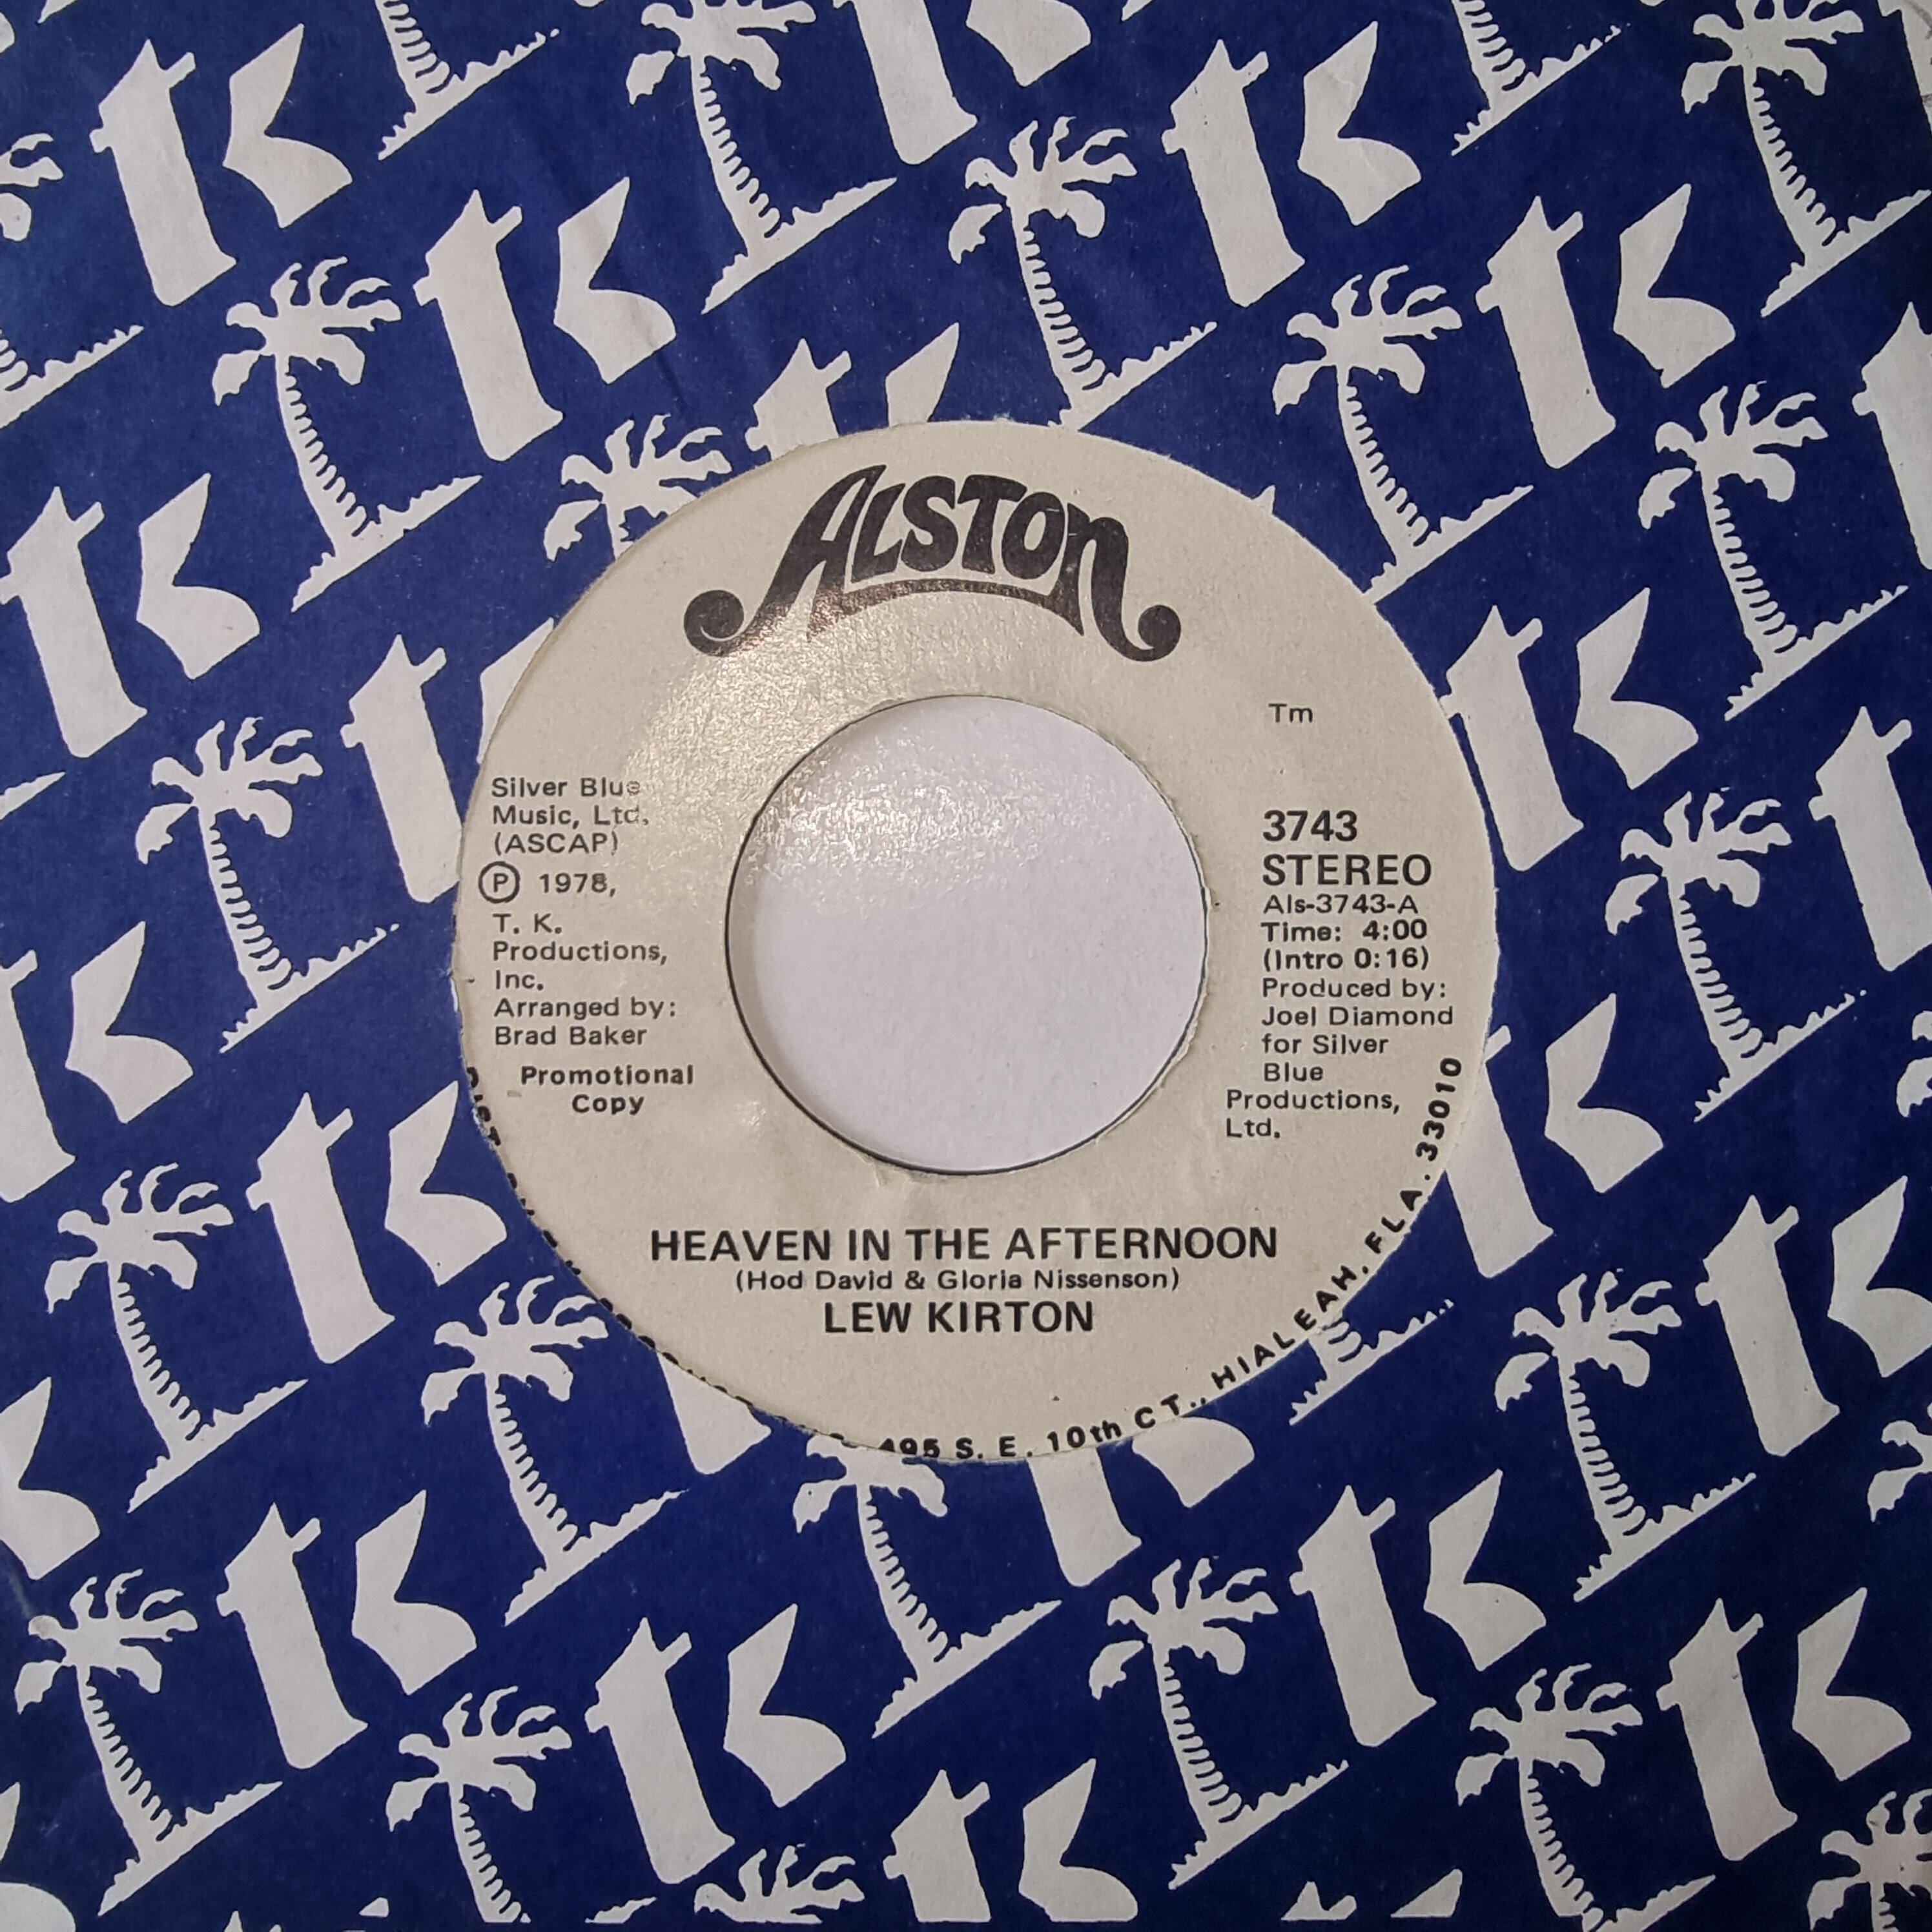 ALSTON
Tm
Silver Blue
Music, Ltd.
(ASCAP)
Ⓟ 1978,
T. K.
Productions,
Inc.
Arranged by:
Brad Baker
Promotional
Copy
3743
STEREO
Als-3743-A
Time: 4:00
(Intro 0:16)
Produced by:
Joel Diamond
for Silver
Blue
Productions,
Ltd.
HEAVEN IN THE AFTERNOON
(Hod David & Gloria Nissenson)
LEW KIRTON
495 S. E. 10th CT., HIALEAH, FLA. 33010